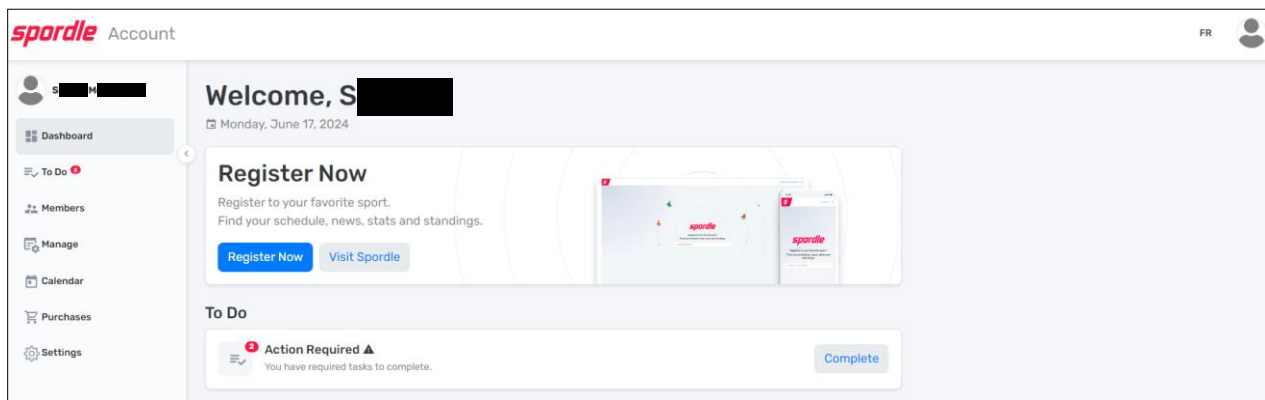 spordle Account
FR
S M
Welcome, S
Monday, June 17, 2024
Dashboard
To Do
Members
Manage
Calendar
Purchases
Settings
Register Now
Register to your favorite sport.
Find your schedule, news, stats and standings.
Register Now
Visit Spordle
spordle
spordle
To Do
2
Action Required
You have required tasks to complete.
Complete